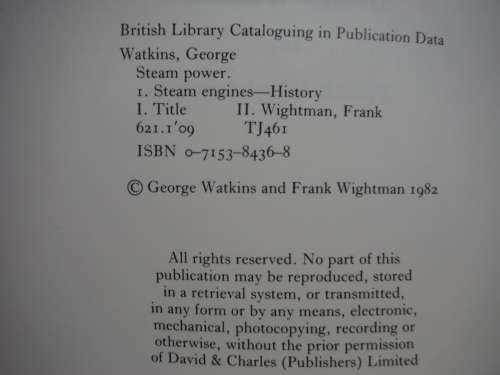 British Library Cataloguing in Publication Data
Watkins, George
Steam power.
1. Steam engines—History
I. Title II. Wightman, Frank
621.1'09 TJ461
ISBN 0–7153–8436–8
© George Watkins and Frank Wightman 1982
All rights reserved. No part of this
publication may be reproduced, stored
in a retrieval system, or transmitted,
in any form or by any means, electronic,
mechanical, photocopying, recording or
otherwise, without the prior permission
of David & Charles (Publishers) Limited